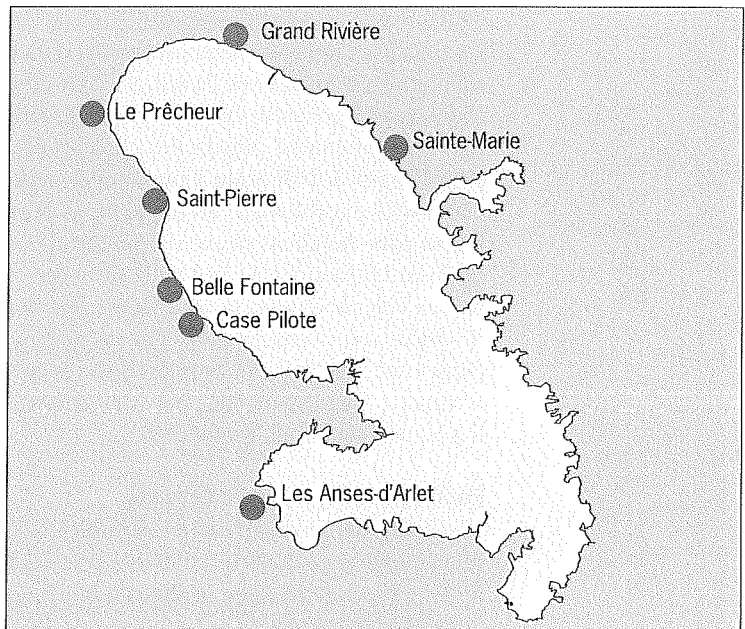 Grand Rivière
Le Prêcheur
Sainte-Marie
Saint-Pierre
Belle Fontaine
Case Pilote
Les Anses-d'Arlet